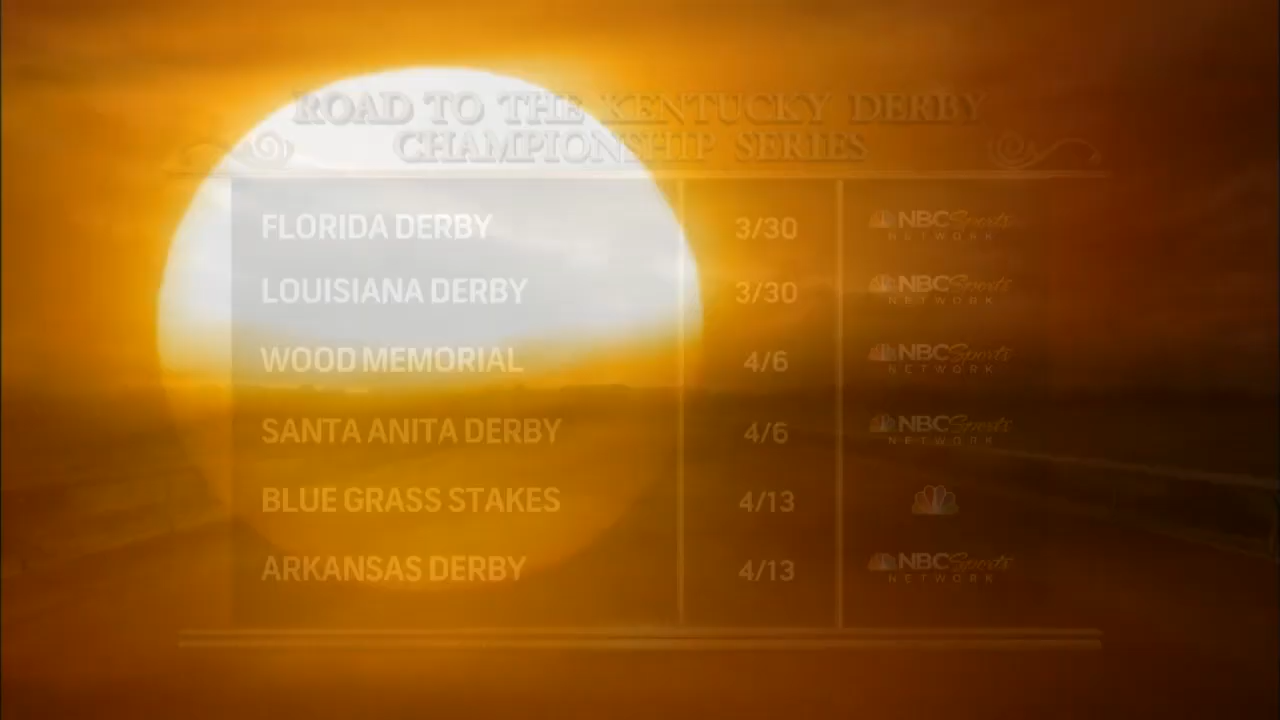 ROAD TO THE KENTUCKY DERBY
CHAMPIONSHIP SERIES
FLORIDA DERBY 3/30 NBC Sports NETWORK
LOUISIANA DERBY 3/30 NBC Sports NETWORK
WOOD MEMORIAL 4/6 NBC Sports NETWORK
SANTA ANITA DERBY 4/6 NBC Sports NETWORK
BLUE GRASS STAKES 4/13
ARKANSAS DERBY 4/13 NBC Sports NETWORK